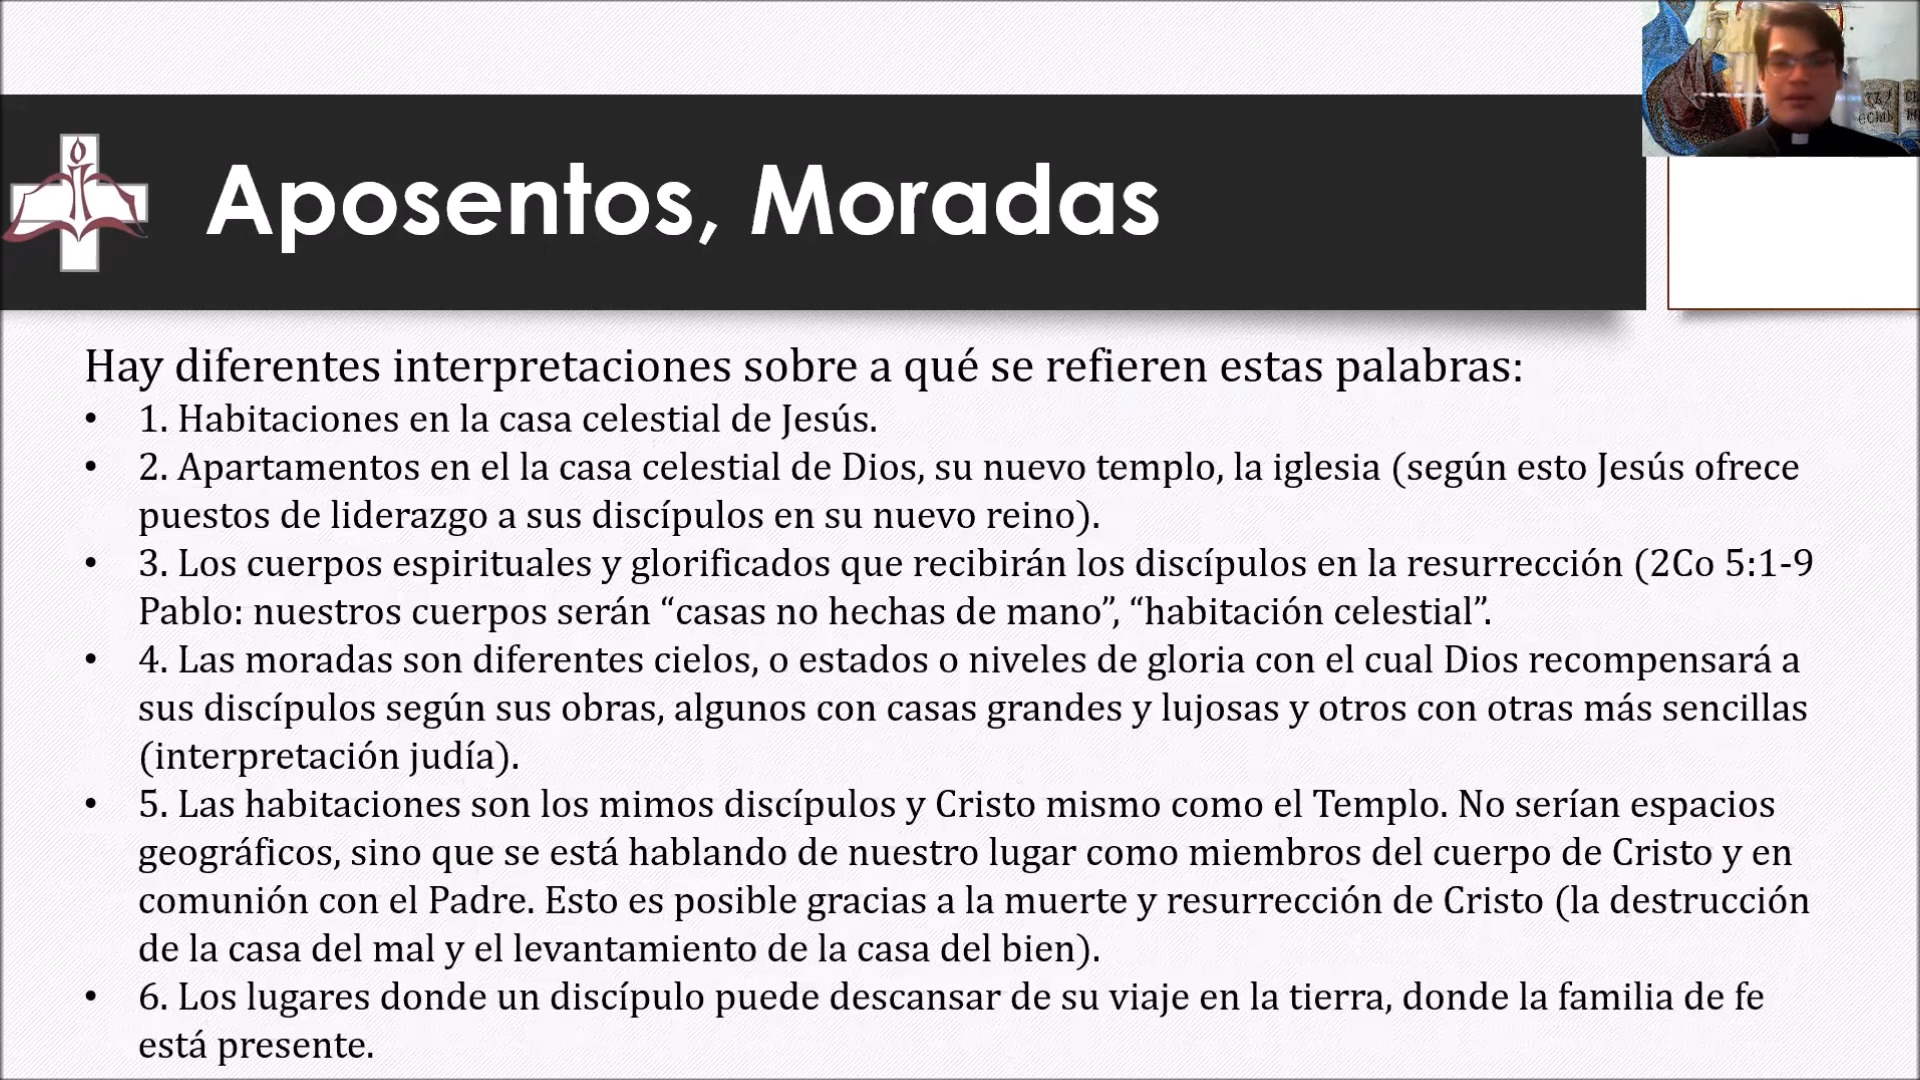 Aposentos, Moradas
Hay diferentes interpretaciones sobre a qué se refieren estas palabras:
• 1. Habitaciones en la casa celestial de Jesús.
• 2. Apartamentos en el la casa celestial de Dios, su nuevo templo, la iglesia (según esto Jesús ofrece
puestos de liderazgo a sus discípulos en su nuevo reino).
• 3. Los cuerpos espirituales y glorificados que recibirán los discípulos en la resurrección (2Co 5:1-9
Pablo: nuestros cuerpos serán “casas no hechas de mano”, “habitación celestial”.
• 4. Las moradas son diferentes cielos, o estados o niveles de gloria con el cual Dios recompensará a
sus discípulos según sus obras, algunos con casas grandes y lujosas y otros con otras más sencillas
(interpretación judía).
• 5. Las habitaciones son los mimos discípulos y Cristo mismo como el Templo. No serían espacios
geográficos, sino que se está hablando de nuestro lugar como miembros del cuerpo de Cristo y en
comunión con el Padre. Esto es posible gracias a la muerte y resurrección de Cristo (la destrucción
de la casa del mal y el levantamiento de la casa del bien).
• 6. Los lugares donde un discípulo puede descansar de su viaje en la tierra, donde la familia de fe
está presente.